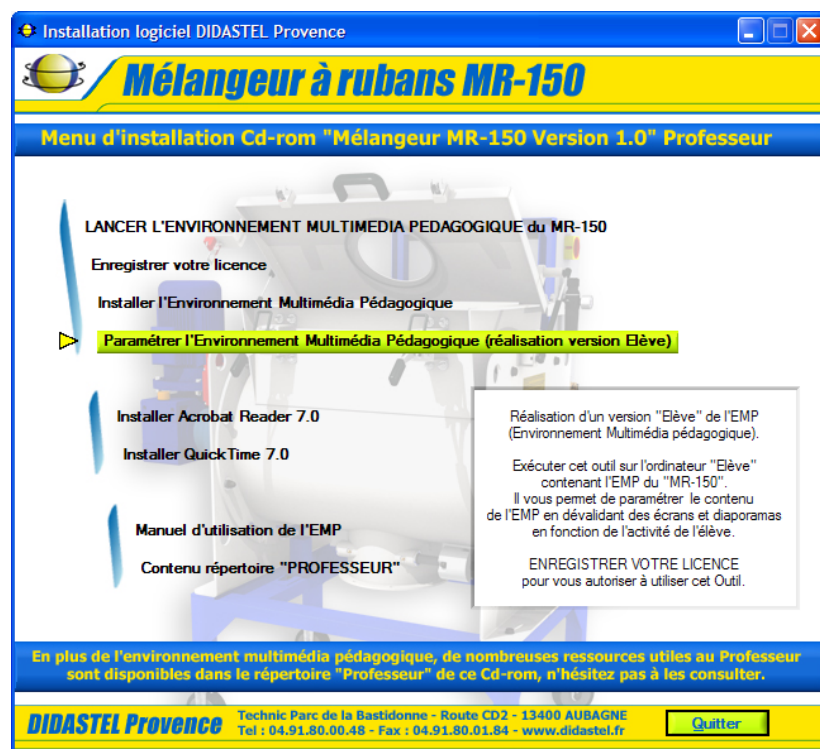 Installation logiciel DIDASTEL Provence
Mélangeur à rubans MR-150
Menu d'installation Cd-rom "Mélangeur MR-150 Version 1.0" Professeur
LANCER L'ENVIRONNEMENT MULTIMEDIA PEDAGOGIQUE du MR-150
Enregistrer votre licence
Installer l'Environnement Multimédia Pédagogique
Paramétrer l'Environnement Multimédia Pédagogique (réalisation version Elève)
Installer Acrobat Reader 7.0
Installer QuickTime 7.0
Manuel d'utilisation de l'EMP
Contenu répertoire "PROFESSEUR"
Réalisation d'un version "Elève" de l'EMP
(Environnement Multimédia pédagogique).
Exécuter cet outil sur l'ordinateur "Elève"
contenant l'EMP du "MR-150".
Il vous permet de paramétrer le contenu
de l'EMP en dévalidant des écrans et diaporamas
en fonction de l'activité de l'élève.
ENREGISTRER VOTRE LICENCE
pour vous autoriser à utiliser cet Outil.
En plus de l'environnement multimédia pédagogique, de nombreuses ressources utiles au Professeur
sont disponibles dans le répertoire "Professeur" de ce Cd-rom, n'hésitez pas à les consulter.
DIDASTEL Provence
Technic Parc de la Bastidonne - Route CD2 - 13400 AUBAGNE
Tel : 04.91.80.00.48 - Fax : 04.91.80.01.84 - www.didastel.fr
Quitter